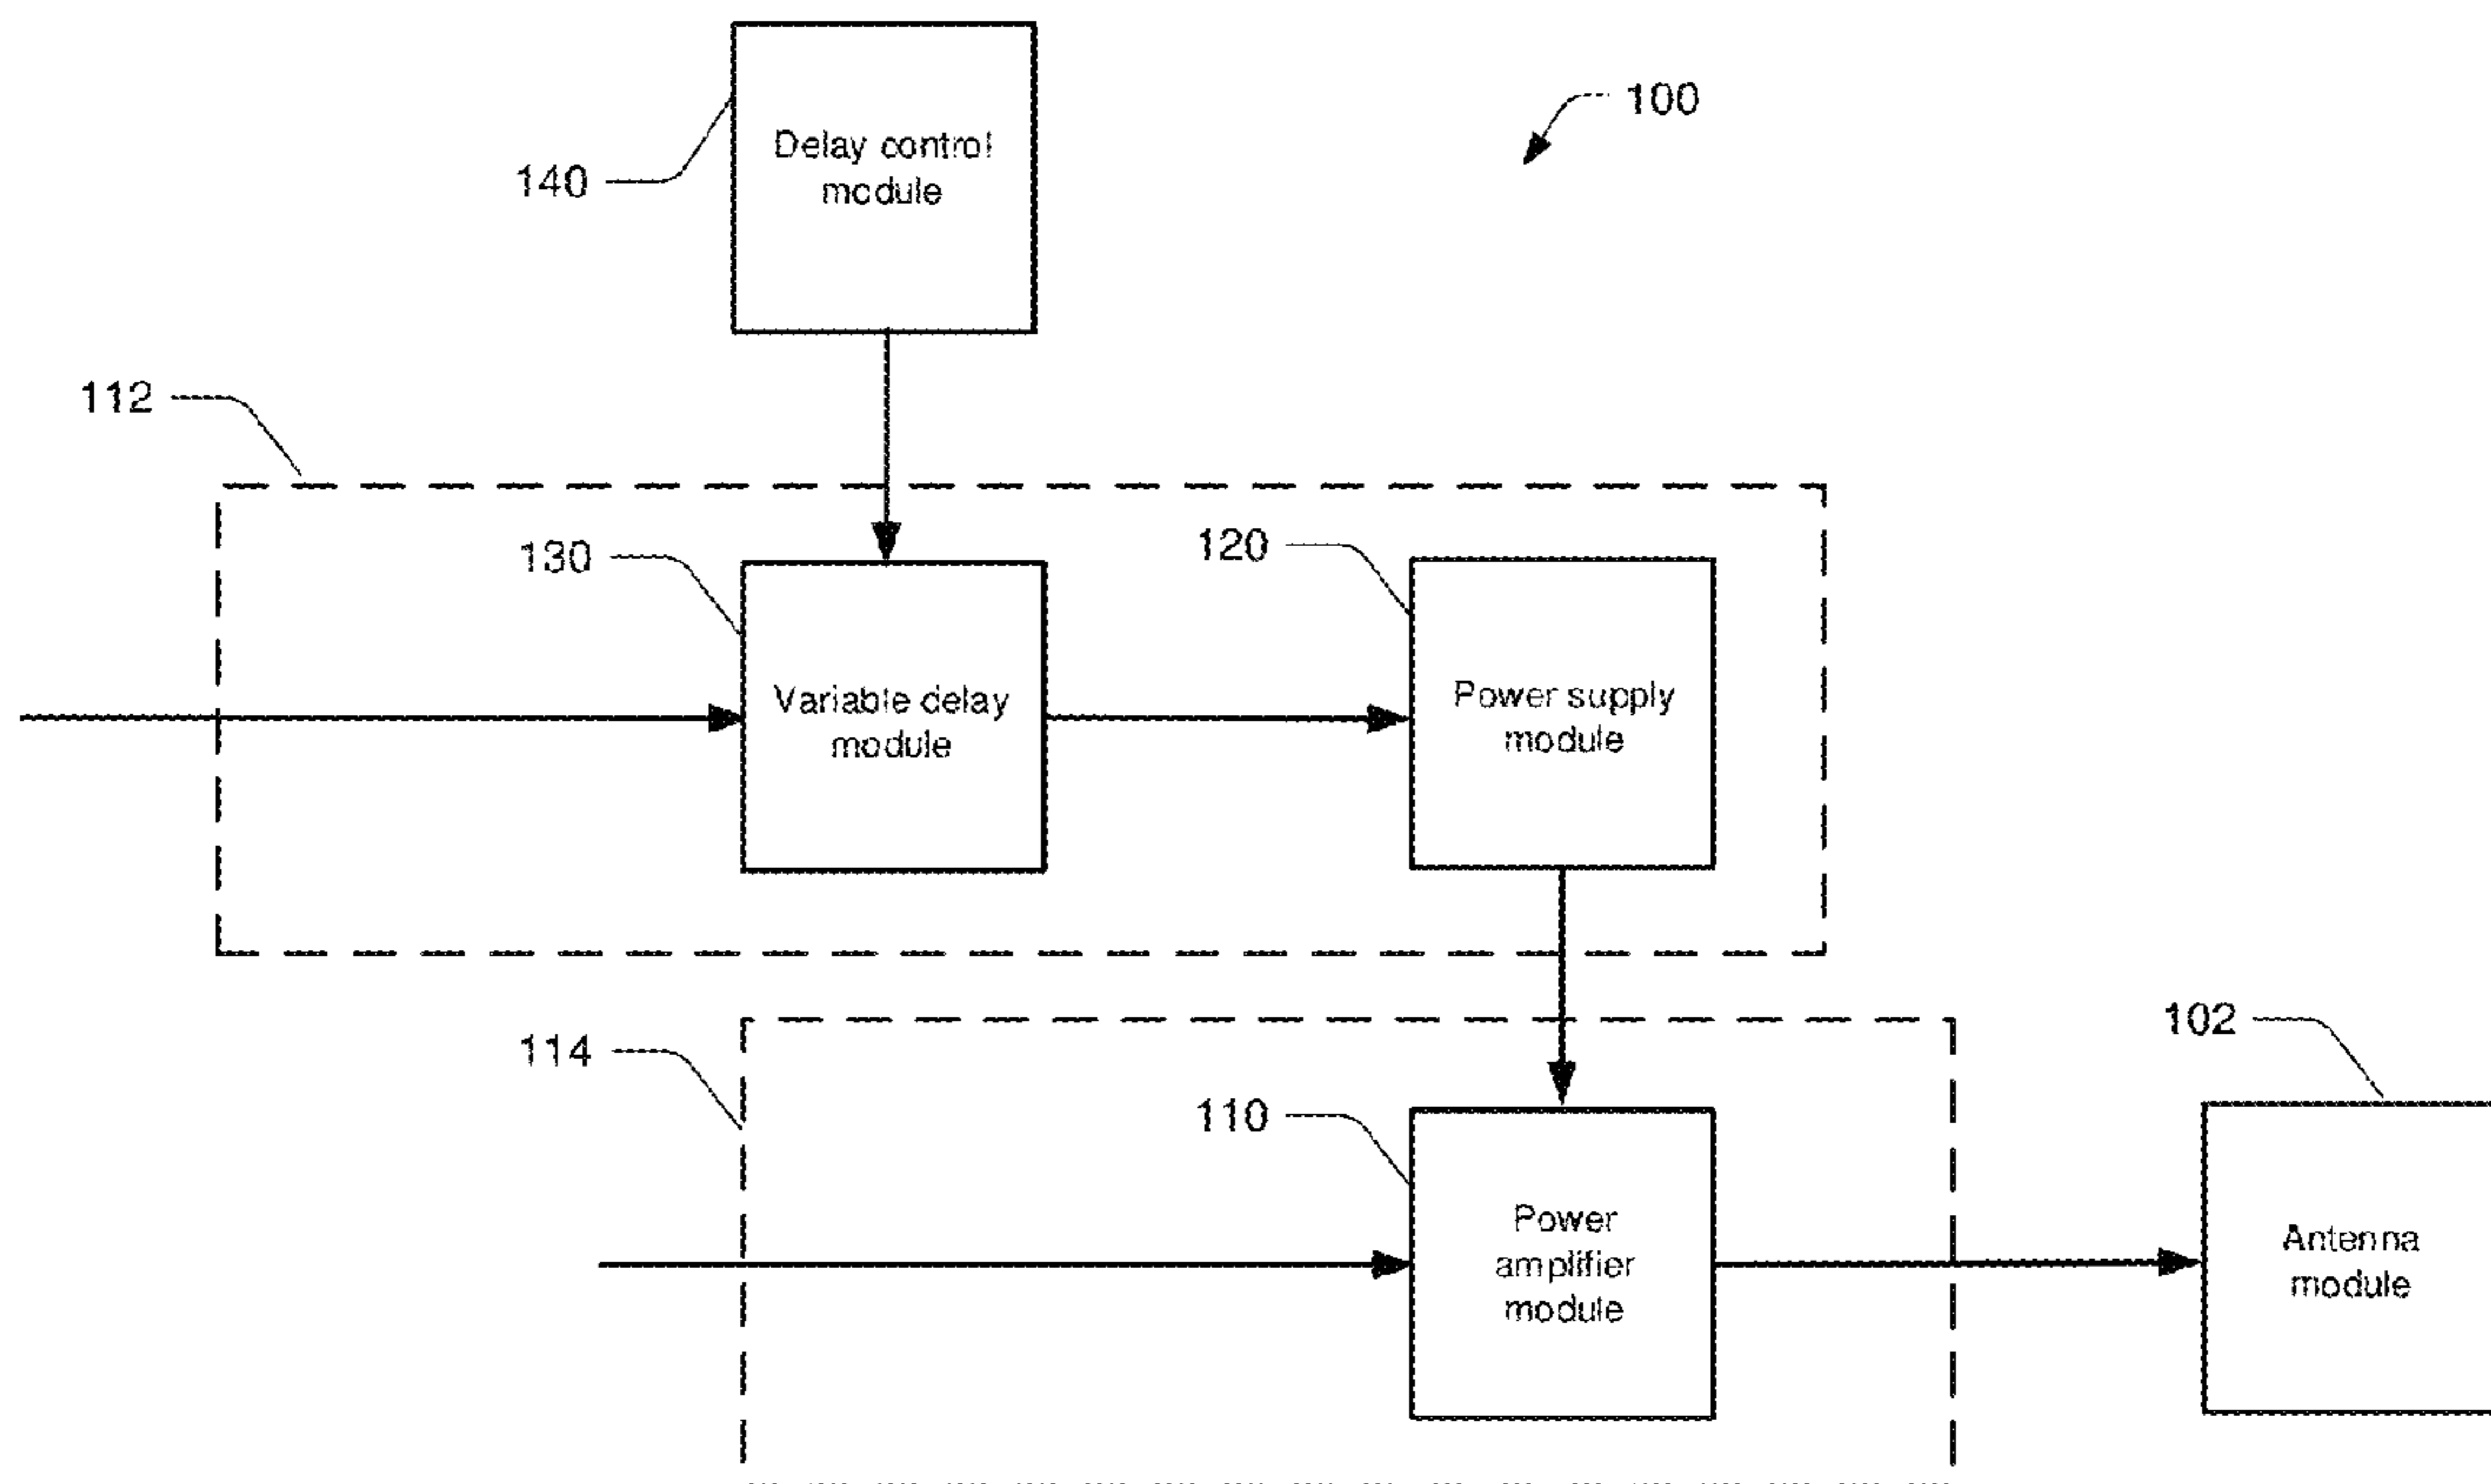 100
Delay control
module
140
112
130
120
Variable delay
module
Power supply
module
114
102
110
Power
amplifier
module
Antenna
module